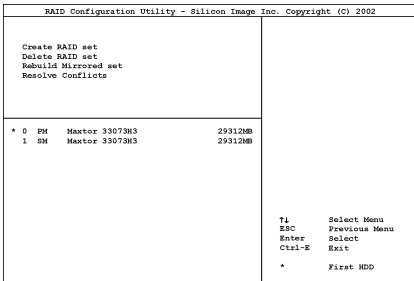 RAID Configuration Utility - Silicon Image Inc. Copyright (C) 2002
Create RAID set
Delete RAID set
Rebuild Mirrored set
Resolve Conflicts
* 0 PM Maxtor 33073H3 29312MB
1 SM Maxtor 33073H3 29312MB
↑↓ Select Menu
ESC Previous Menu
Enter Select
Ctrl-E Exit
* First HDD